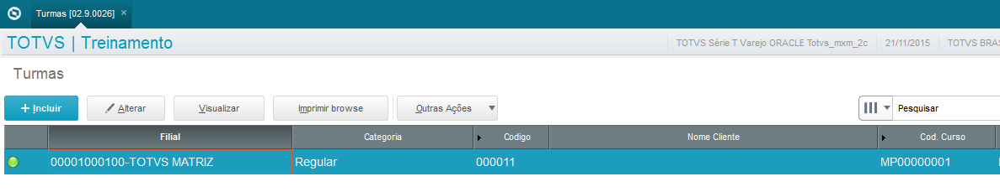 Turmas [02.9.0026] ×
TOTVS | Treinamento TOTVS Série T Varejo ORACLE Totvs_mxm_2c 21/11/2015 TOTVS BRAS
Turmas
+ Incluir Alterar Visualizar Imprimir browse Outras Ações Pesquisar
Filial Categoria Codigo Nome Cliente Cod. Curso
00001000100-TOTVS MATRIZ Regular 000011 MP00000001